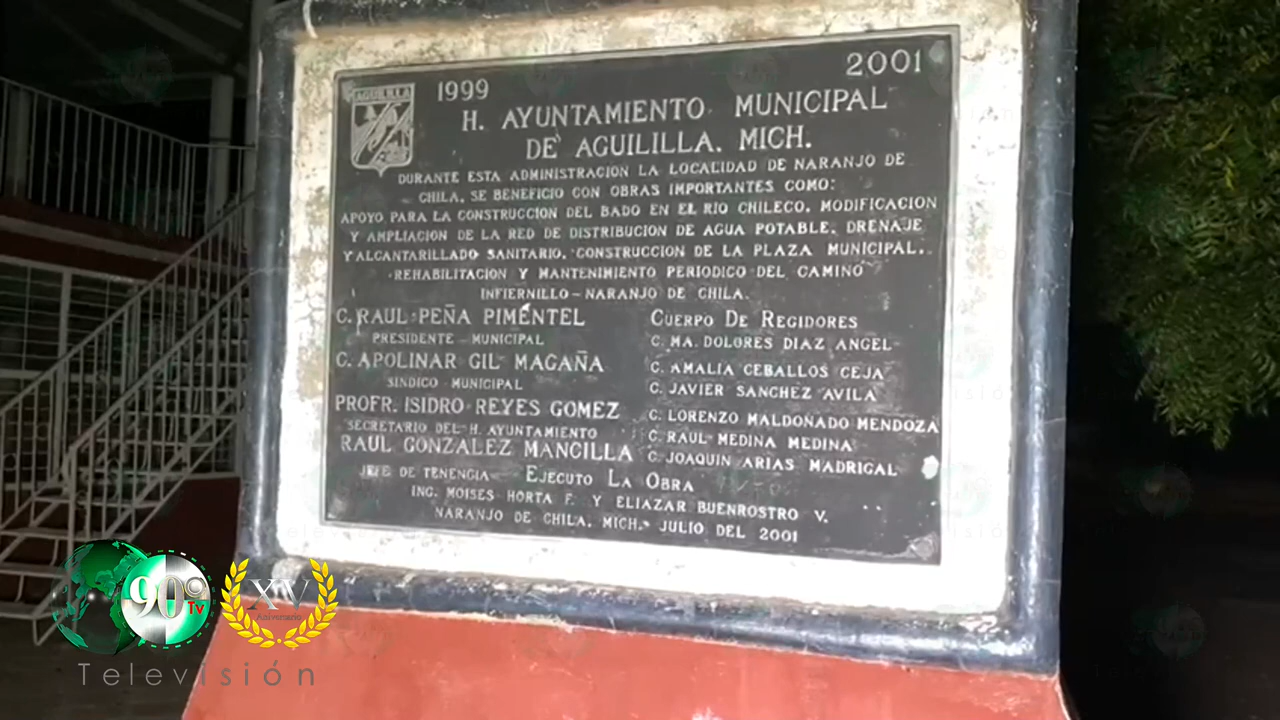 AGUILILLA
1999
2001
H. AYUNTAMIENTO MUNICIPAL
DE AGUILILLA. MICH.
DURANTE ESTA ADMINISTRACION LA LOCALIDAD DE NARANJO DE
CHILA, SE BENEFICIO CON OBRAS IMPORTANTES COMO:
APOYO PARA LA CONSTRUCCION DEL BADO EN EL RIO CHILECO, MODIFICACION
Y AMPLIACION DE LA RED DE DISTRIBUCION DE AGUA POTABLE, DRENAJE
Y ALCANTARILLADO SANITARIO, CONSTRUCCION DE LA PLAZA MUNICIPAL,
REHABILITACION Y MANTENIMIENTO PERIODICO DEL CAMINO
INFIERNILLO-NARANJO DE CHILA.
C. RAUL PEÑA PIMENTEL
PRESIDENTE MUNICIPAL
C. APOLINAR GIL MAGAÑA
SINDICO MUNICIPAL
PROFR. ISIDRO REYES GOMEZ
SECRETARIO DEL H. AYUNTAMIENTO
RAUL GONZALEZ MANCILLA
JEFE DE TENENCIA
CUERPO DE REGIDORES
C. MA. DOLORES DIAZ ANGEL
C. AMALIA CEBALLOS CEJA
C. JAVIER SANCHEZ AVILA
C. LORENZO MALDONADO MENDOZA
C. RAUL MEDINA MEDINA
C. JOAQUIN ARIAS MADRIGAL
EJECUTO LA OBRA
ING. MOISES HORTA F. Y ELIAZAR BUENROSTRO V.
NARANJO DE CHILA, MICH. JULIO DEL 2001
90° TV
XV
Aniversario
Televisión